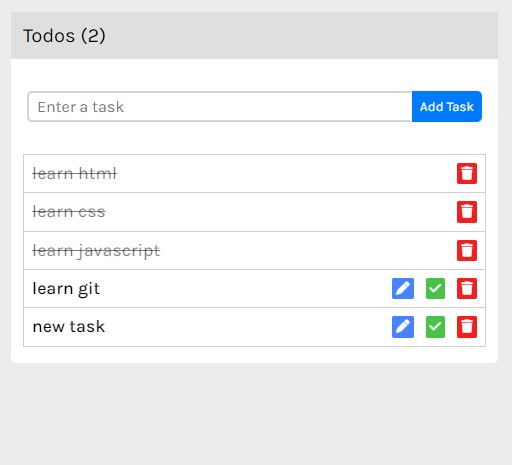 Todos (2)
Enter a task
Add Task
learn html
learn css
learn javascript
learn git
new task